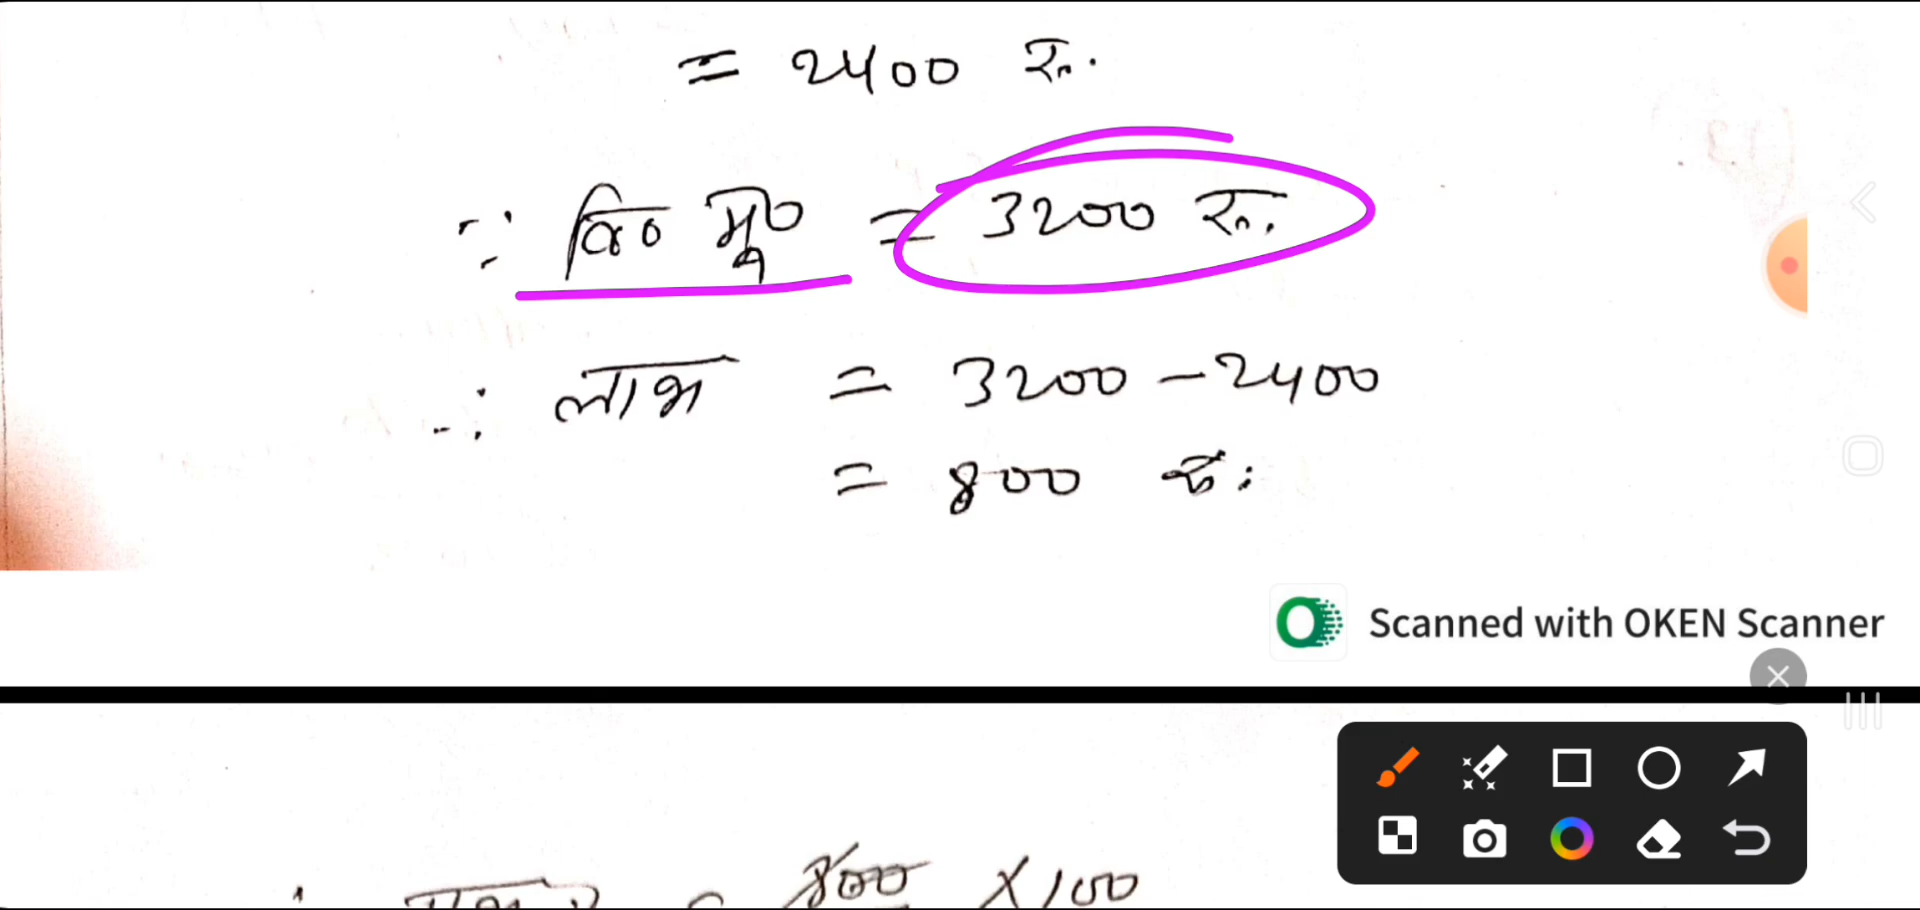 = 2400 रू.
∵ वि० मू० = 3200 रू.
∴ लाभ = 3200 - 2400
= 800 रु.
Scanned with OKEN Scanner
= 800 × 100